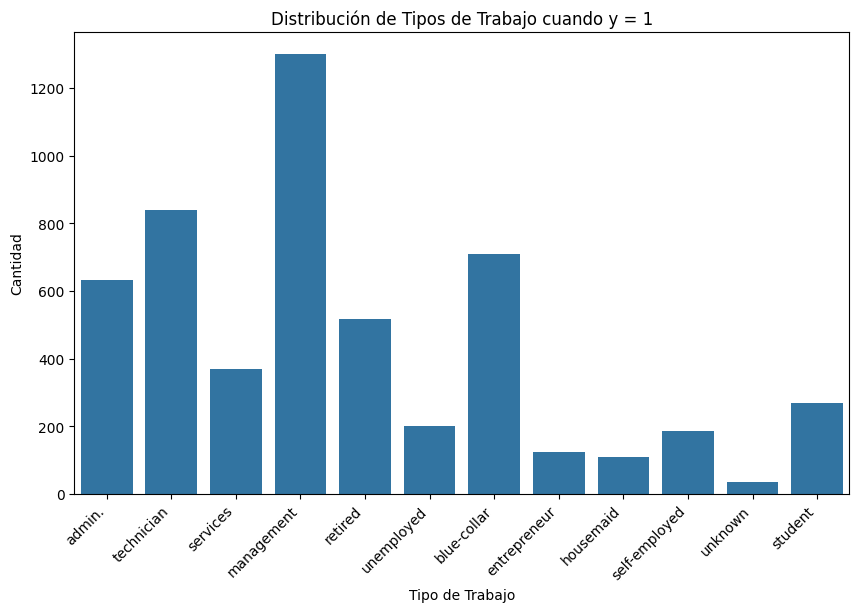 Distribución de Tipos de Trabajo cuando y = 1
Cantidad
1200
1000
800
600
400
200
0
admin.
technician
services
management
retired
unemployed
blue-collar
entrepreneur
housemaid
self-employed
unknown
student
Tipo de Trabajo